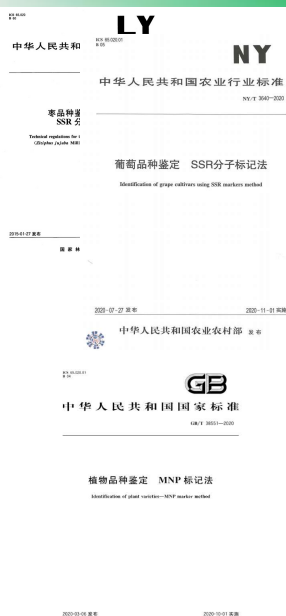 LY
ICS 65.020
中华人民共和
枣品种鉴
SSR 分
Technical regulations for i
(Ziziphus jujuba Mill
2015-01-27 发布
国 家 林
ICS 65.020.01
B 05
NY
中华人民共和国农业行业标准
NY/T 3640—2020
葡萄品种鉴定 SSR分子标记法
Identification of grape cultivars using SSR markers method
2020-07-27 发布
2020-11-01 实施
中华人民共和国农业农村部 发布
ICS 65.020.01
GB
中华人民共和国国家标准
GB/T 38551—2020
植物品种鉴定 MNP 标记法
Identification of plant varieties—MNP marker method
2020-03-06 发布
2020-10-01 实施